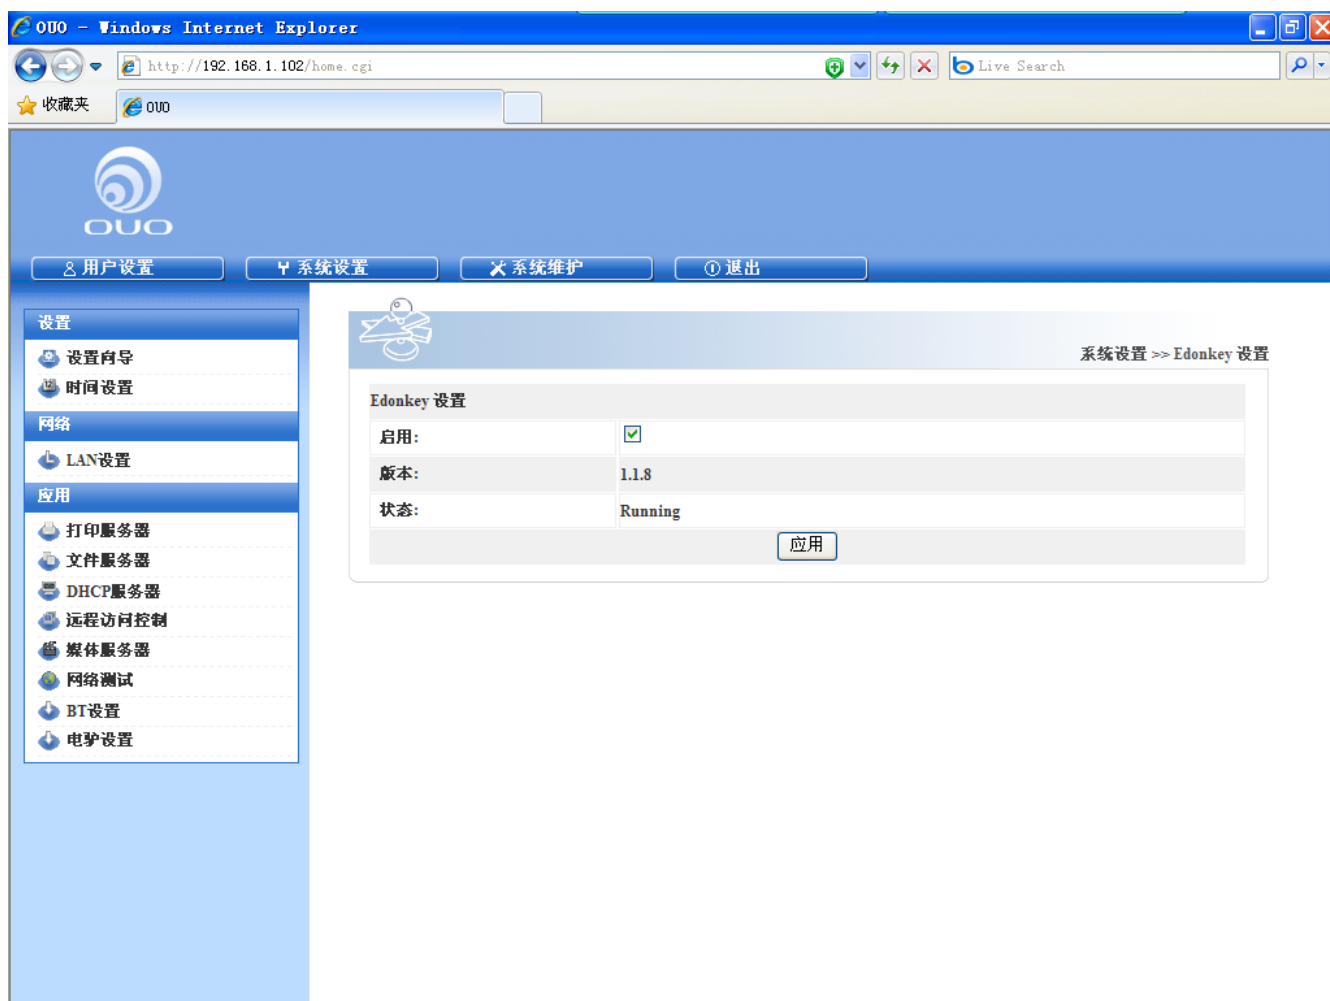 OUO - Windows Internet Explorer
http://192.168.1.102/home.cgi
Live Search
收藏夹
OUO
OUO
用户设置
系统设置
系统维护
退出
设置
设置向导
时间设置
网络
LAN设置
应用
打印服务器
文件服务器
DHCP服务器
远程访问控制
媒体服务器
网络测试
BT设置
电驴设置
系统设置 >> Edonkey 设置
Edonkey 设置
启用:
版本: 1.1.8
状态: Running
应用